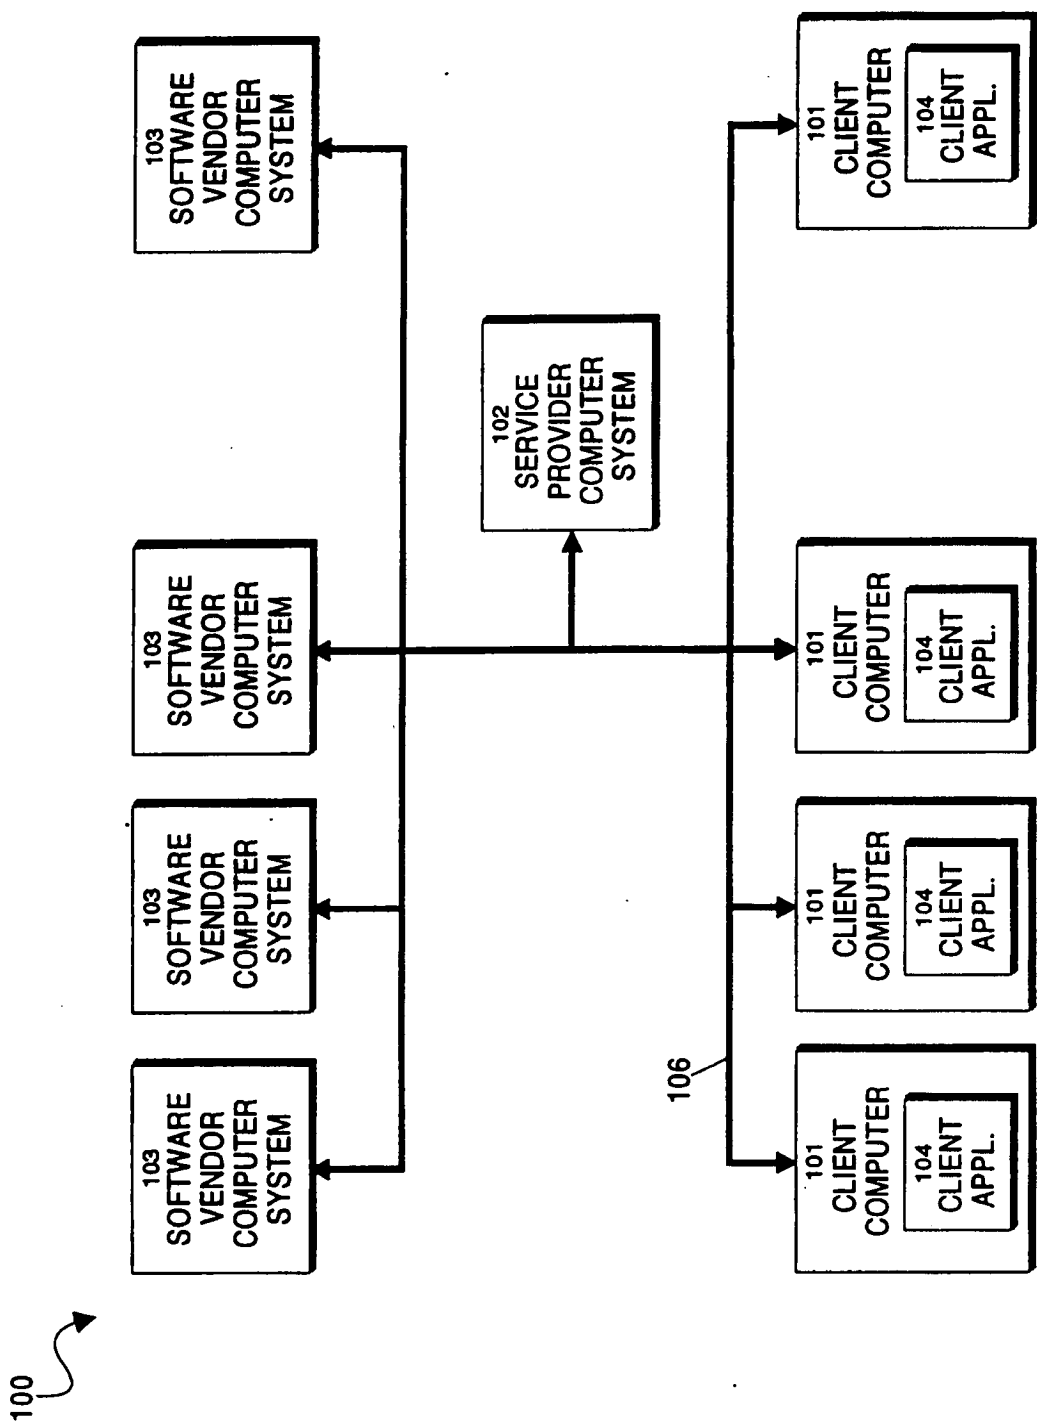 100
103
SOFTWARE
VENDOR
COMPUTER
SYSTEM
103
SOFTWARE
VENDOR
COMPUTER
SYSTEM
103
SOFTWARE
VENDOR
COMPUTER
SYSTEM
103
SOFTWARE
VENDOR
COMPUTER
SYSTEM
102
SERVICE
PROVIDER
COMPUTER
SYSTEM
106
101
CLIENT
COMPUTER
104
CLIENT
APPL.
101
CLIENT
COMPUTER
104
CLIENT
APPL.
101
CLIENT
COMPUTER
104
CLIENT
APPL.
101
CLIENT
COMPUTER
104
CLIENT
APPL.